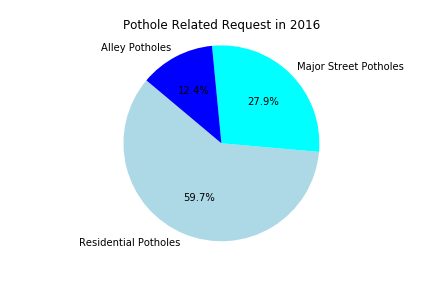 Pothole Related Request in 2016
Alley Potholes
Major Street Potholes
12.4%
27.9%
59.7%
Residential Potholes